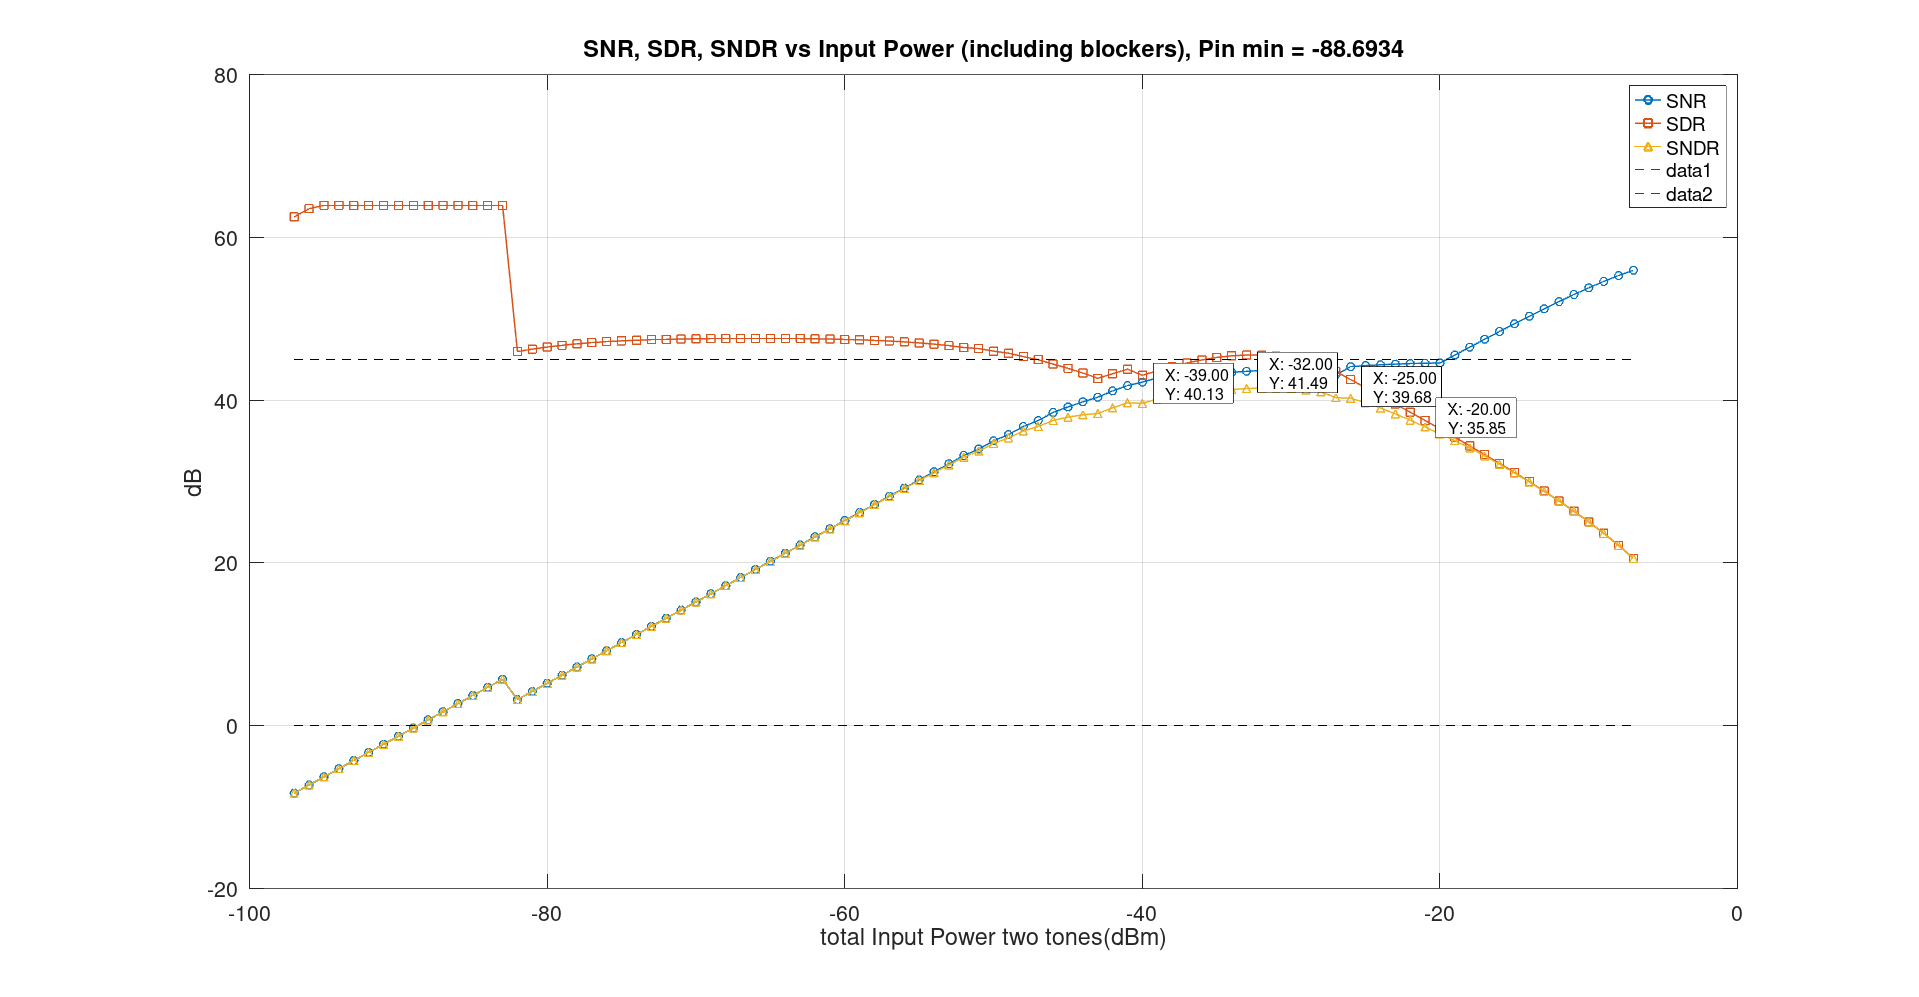 SNR, SDR, SNDR vs Input Power (including blockers), Pin min = -88.6934
80
60
40
20
0
-20
dB
-100
-80
-60
-40
-20
0
total Input Power two tones(dBm)
SNR
SDR
SNDR
data1
data2
X: -39.00
Y: 40.13
X: -32.00
Y: 41.49
X: -25.00
Y: 39.68
X: -20.00
Y: 35.85